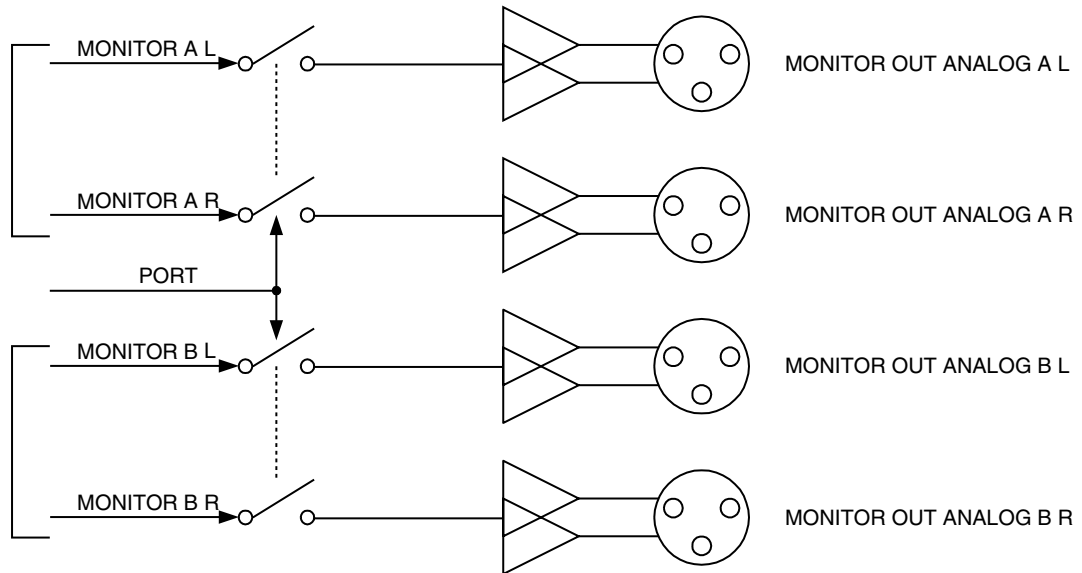 MONITOR A L
MONITOR OUT ANALOG A L
MONITOR A R
MONITOR OUT ANALOG A R
PORT
MONITOR B L
MONITOR OUT ANALOG B L
MONITOR B R
MONITOR OUT ANALOG B R